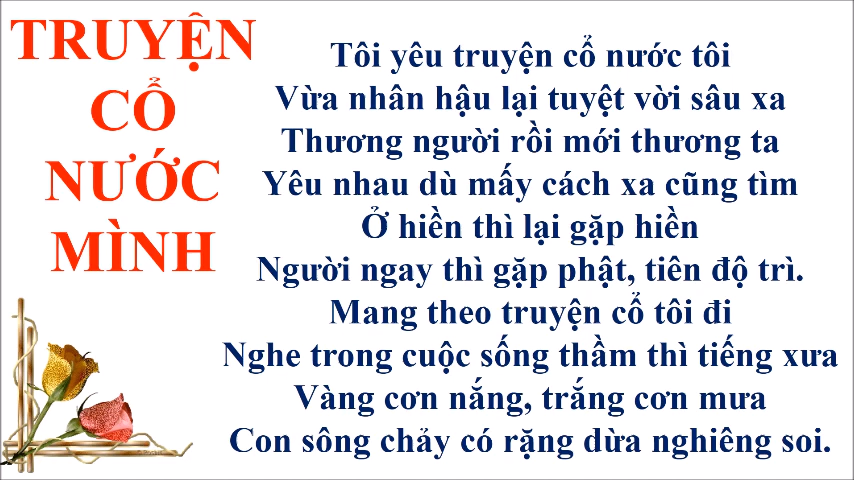 TRUYỆN
CỔ
NƯỚC
MÌNH
Tôi yêu truyện cổ nước tôi
Vừa nhân hậu lại tuyệt vời sâu xa
Thương người rồi mới thương ta
Yêu nhau dù mấy cách xa cũng tìm
Ở hiền thì lại gặp hiền
Người ngay thì gặp phật, tiên độ trì.
Mang theo truyện cổ tôi đi
Nghe trong cuộc sống thầm thì tiếng xưa
Vàng cơn nắng, trắng cơn mưa
Con sông chảy có rặng dừa nghiêng soi.